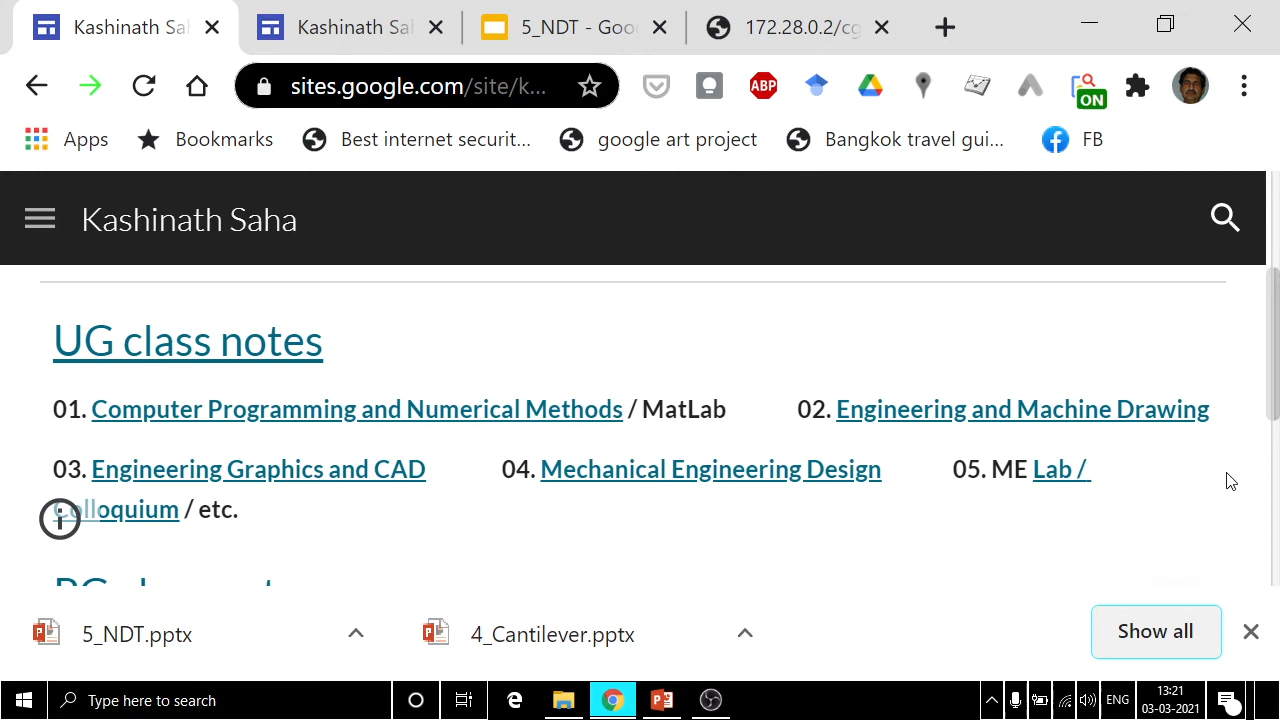 Kashinath Sa
Kashinath Sal
5_NDT - Goo
172.28.0.2/cg
sites.google.com/site/k...
ABP
ON
Apps
Bookmarks
Best internet securit...
google art project
Bangkok travel gui...
FB
Kashinath Saha
UG class notes
01. Computer Programming and Numerical Methods / MatLab 02. Engineering and Machine Drawing
03. Engineering Graphics and CAD 04. Mechanical Engineering Design 05. ME Lab /
Colloquium / etc.
5_NDT.pptx
4_Cantilever.pptx
Show all
Type here to search
ENG
13:21
03-03-2021